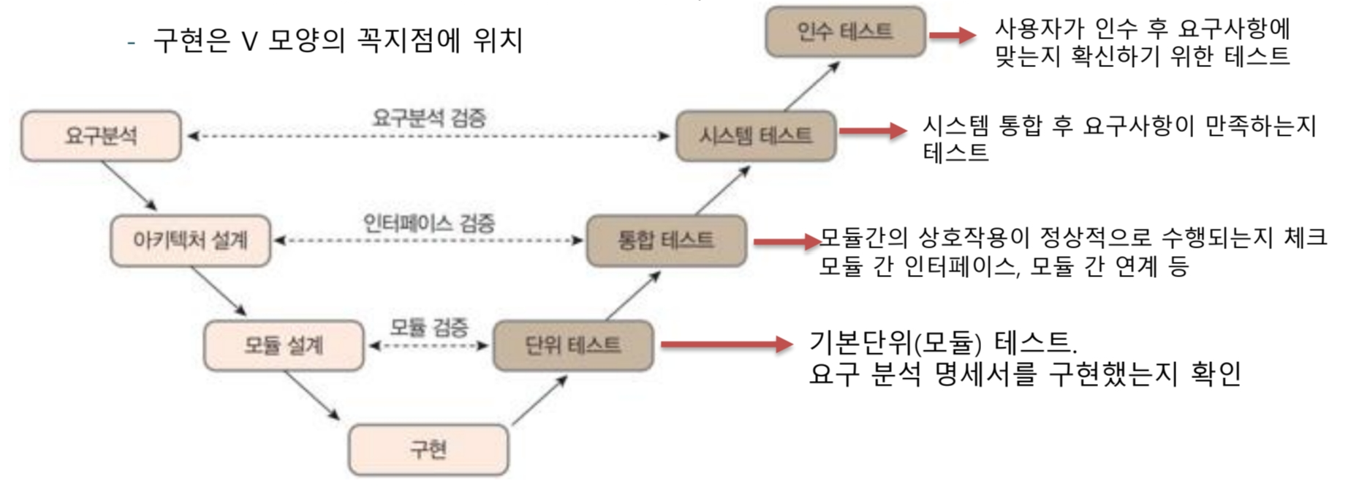 - 구현은 V 모양의 꼭지점에 위치
인수 테스트
사용자가 인수 후 요구사항에
맞는지 확신하기 위한 테스트
요구분석
요구분석 검증
시스템 테스트
시스템 통합 후 요구사항이 만족하는지
테스트
아키텍처 설계
인터페이스 검증
통합 테스트
모듈간의 상호작용이 정상적으로 수행되는지 체크
모듈 간 인터페이스, 모듈 간 연계 등
모듈 설계
모듈 검증
단위 테스트
기본단위(모듈) 테스트.
요구 분석 명세서를 구현했는지 확인
구현